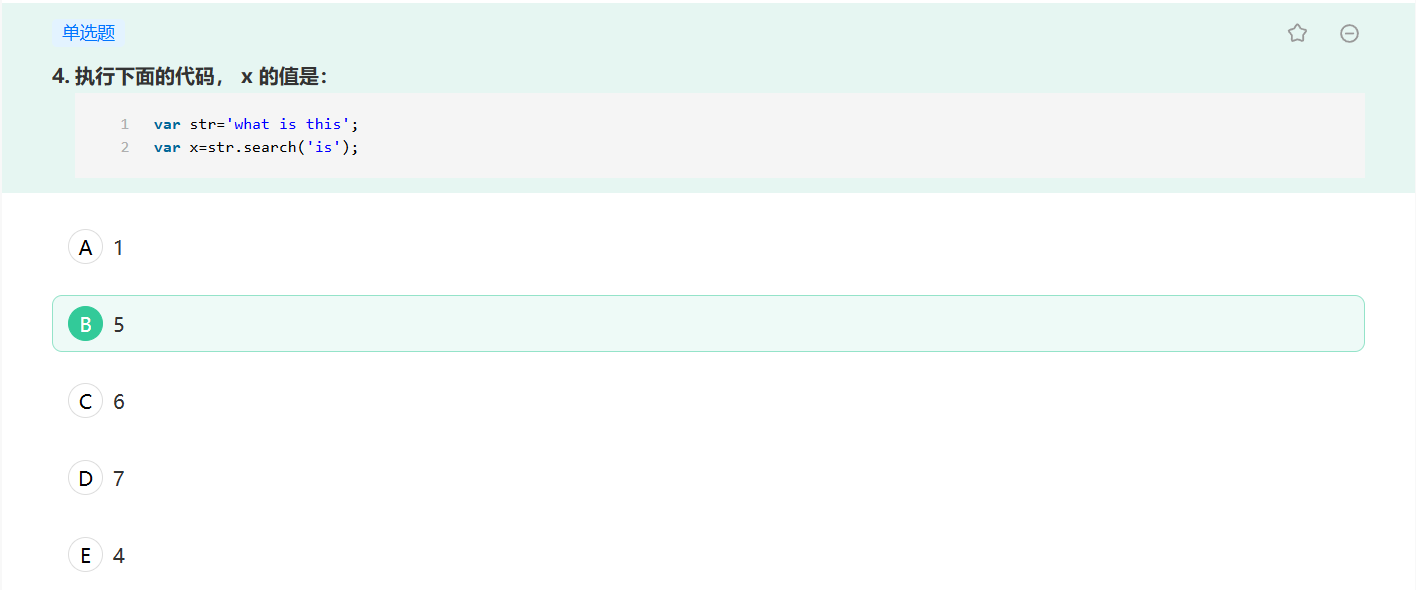 单选题
4. 执行下面的代码， x 的值是：
1 var str='what is this';
2 var x=str.search('is');
A 1
B 5
C 6
D 7
E 4